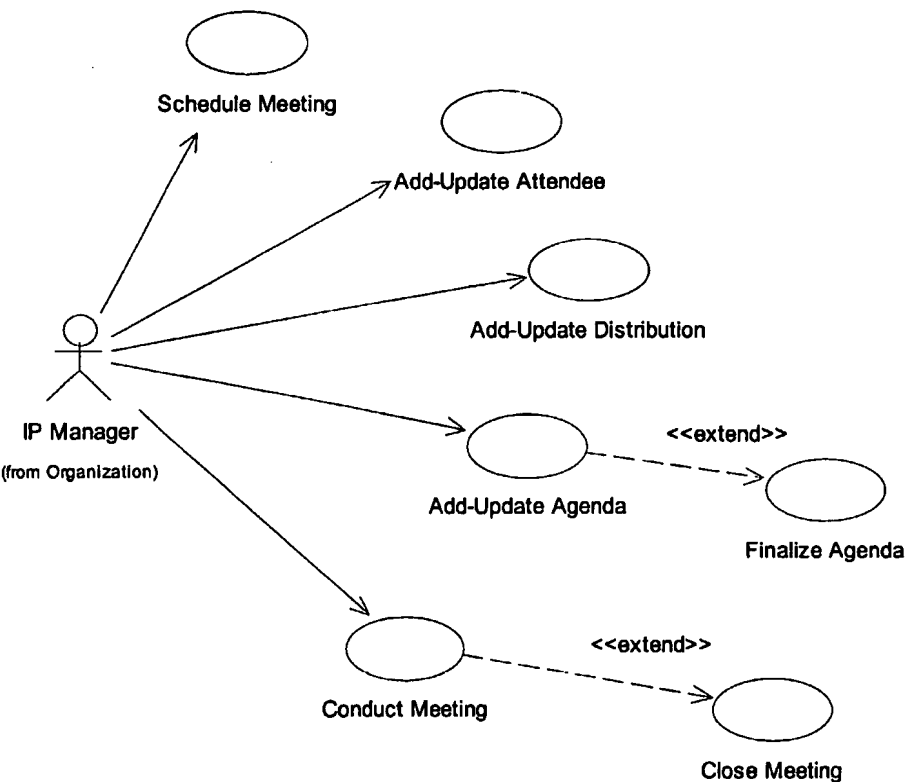 Schedule Meeting
Add-Update Attendee
Add-Update Distribution
IP Manager
(from Organization)
<<extend>>
Add-Update Agenda
Finalize Agenda
<<extend>>
Conduct Meeting
Close Meeting